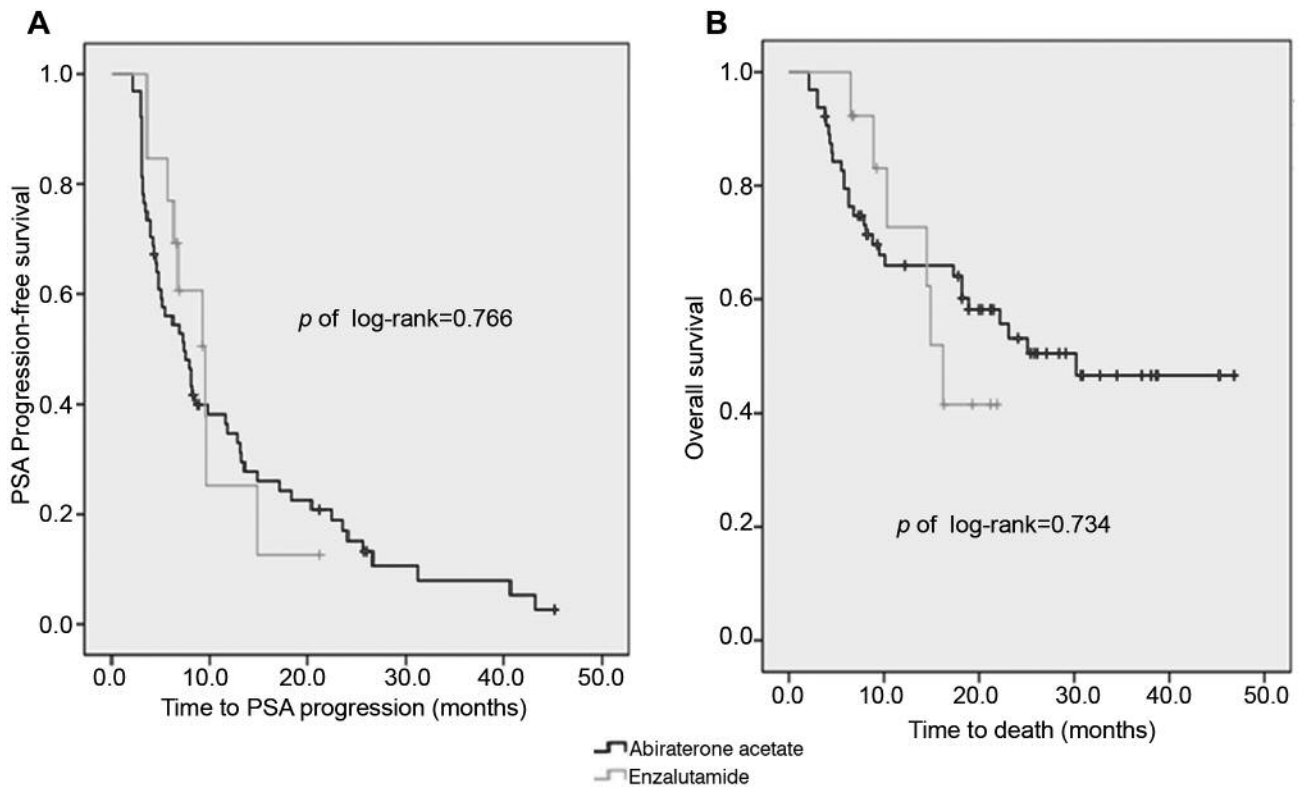 A
1.0
0.8
0.6
0.4
0.2
0.0
PSA Progression-free survival
p of log-rank=0.766
0.0 10.0 20.0 30.0 40.0 50.0
Time to PSA progression (months)
B
1.0
0.8
0.6
0.4
0.2
0.0
Overall survival
p of log-rank=0.734
0.0 10.0 20.0 30.0 40.0 50.0
Time to death (months)
Abiraterone acetate
Enzalutamide